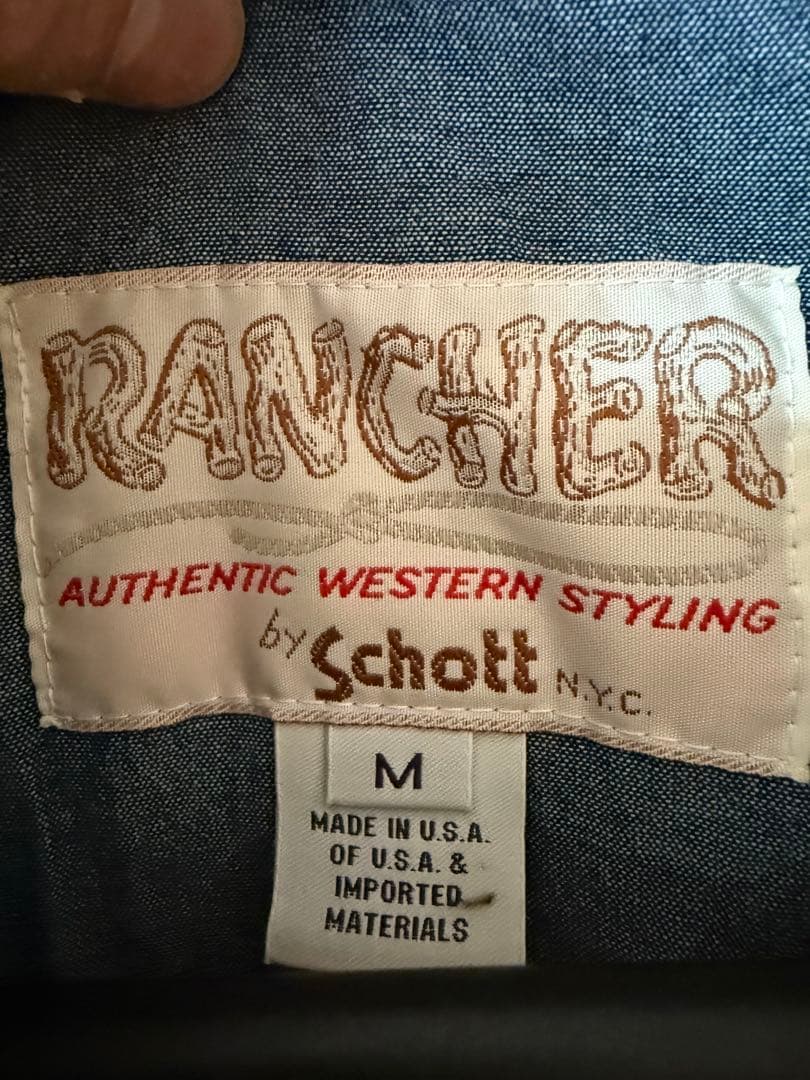 RANCHER
AUTHENTIC WESTERN STYLING
by Schott N.Y.C.
M
MADE IN U.S.A.
OF U.S.A. &
IMPORTED
MATERIALS